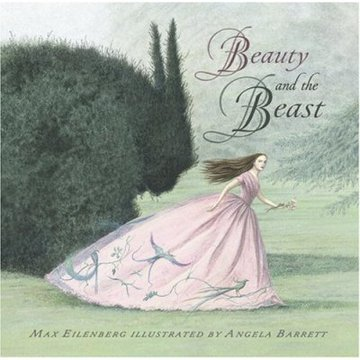 Beauty
and the
Beast
MAX EILENBERG ILLUSTRATED BY ANGELA BARRETT